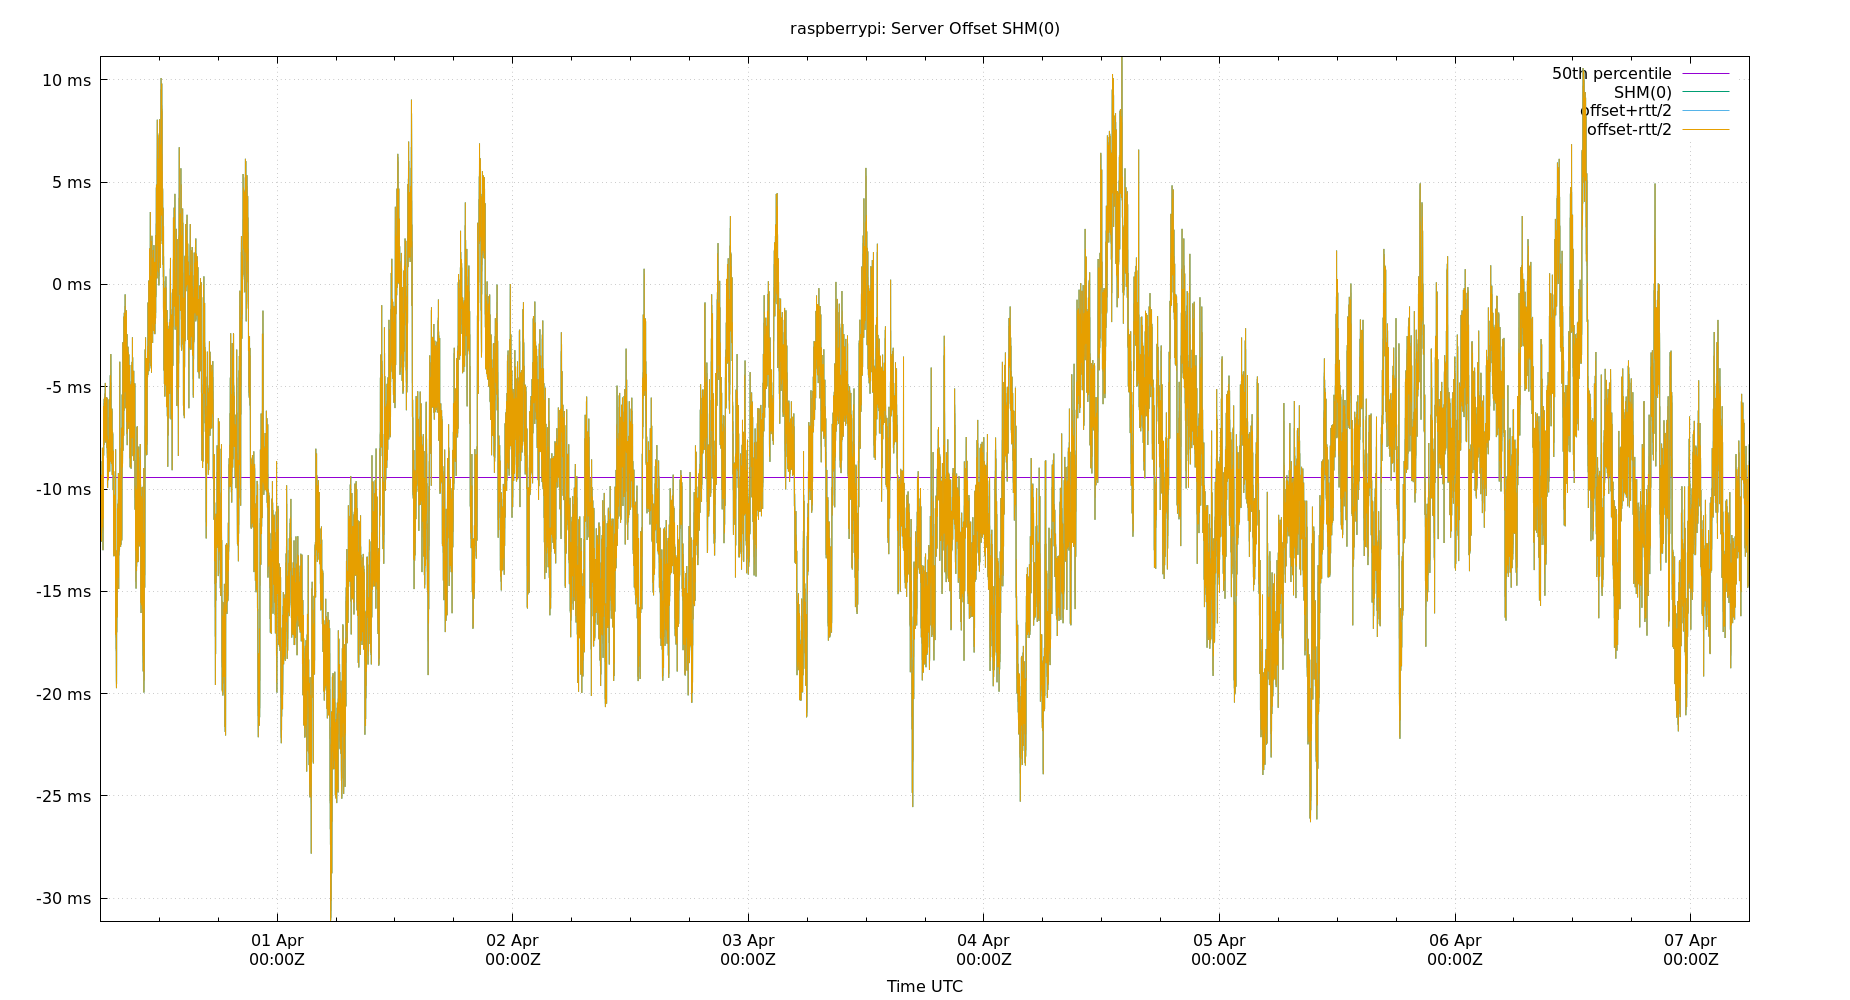 raspberrypi: Server Offset SHM(0)
10 ms
5 ms
0 ms
-5 ms
-10 ms
-15 ms
-20 ms
-25 ms
-30 ms
50th percentile
SHM(0)
offset+rtt/2
offset-rtt/2
01 Apr
00:00Z
02 Apr
00:00Z
03 Apr
00:00Z
04 Apr
00:00Z
05 Apr
00:00Z
06 Apr
00:00Z
07 Apr
00:00Z
Time UTC